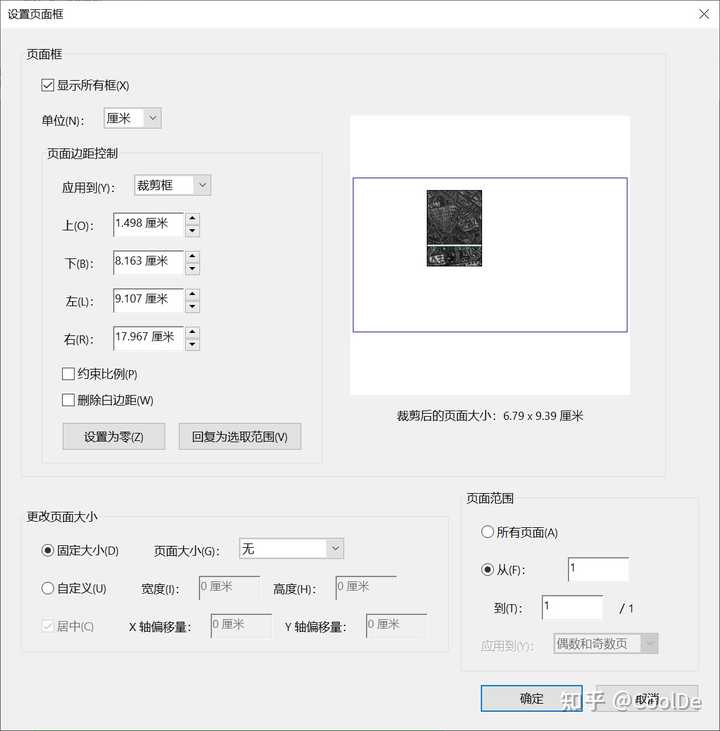 设置页面框
页面框
显示所有框(X)
单位(N)： 厘米
页面边距控制
应用到(Y)： 裁剪框
上(O)： 1.498 厘米
下(B)： 8.163 厘米
左(L)： 9.107 厘米
右(R)： 17.967 厘米
约束比例(P)
删除白边距(W)
设置为零(Z) 回复为选取范围(V)
裁剪后的页面大小：6.79 x 9.39 厘米
更改页面大小
固定大小(D) 页面大小(G)： 无
自定义(U) 宽度(I)： 0 厘米 高度(H)： 0 厘米
居中(C) X 轴偏移量： 0 厘米 Y 轴偏移量： 0 厘米
页面范围
所有页面(A)
从(F)： 1
到(T)： 1 / 1
应用到(Y)： 偶数和奇数页
确定 取消
知乎 @CoolDe